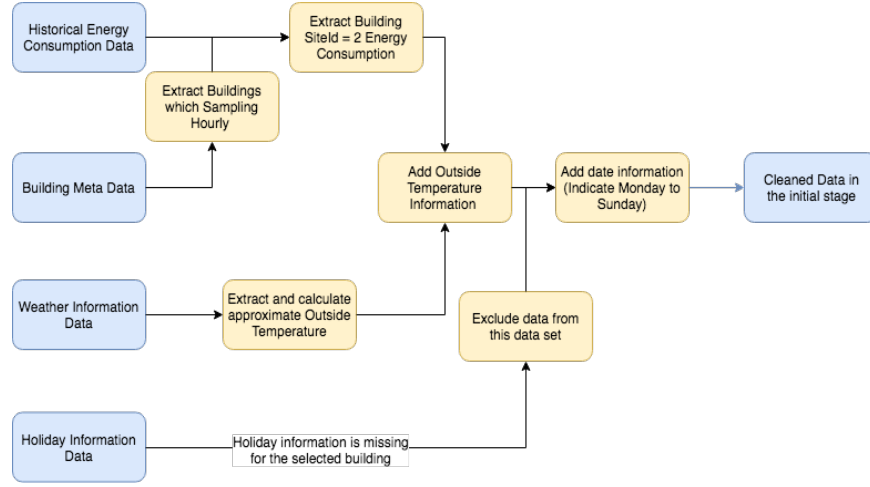 Historical Energy
Consumption Data
Extract Building
SiteId = 2 Energy
Consumption
Extract Buildings
which Sampling
Hourly
Building Meta Data
Add Outside
Temperature
Information
Add date information
(Indicate Monday to
Sunday)
Cleaned Data in
the initial stage
Weather Information
Data
Extract and calculate
approximate Outside
Temperature
Exclude data from
this data set
Holiday Information
Data
Holiday information is missing
for the selected building